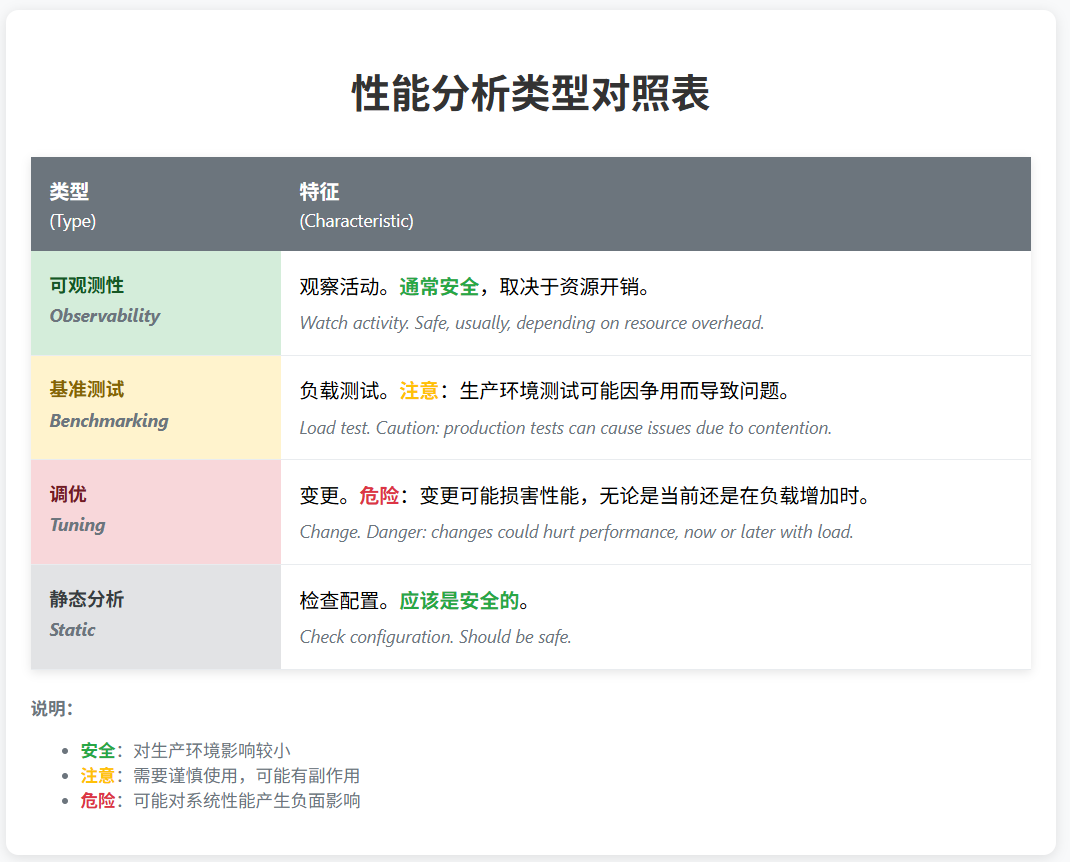 性能分析类型对照表
类型
(Type)
特征
(Characteristic)
可观测性
Observability
观察活动。通常安全，取决于资源开销。
Watch activity. Safe, usually, depending on resource overhead.
基准测试
Benchmarking
负载测试。注意：生产环境测试可能因争用而导致问题。
Load test. Caution: production tests can cause issues due to contention.
调优
Tuning
变更。危险：变更可能损害性能，无论是当前还是在负载增加时。
Change. Danger: changes could hurt performance, now or later with load.
静态分析
Static
检查配置。应该是安全的。
Check configuration. Should be safe.
说明：
• 安全：对生产环境影响较小
• 注意：需要谨慎使用，可能有副作用
• 危险：可能对系统性能产生负面影响